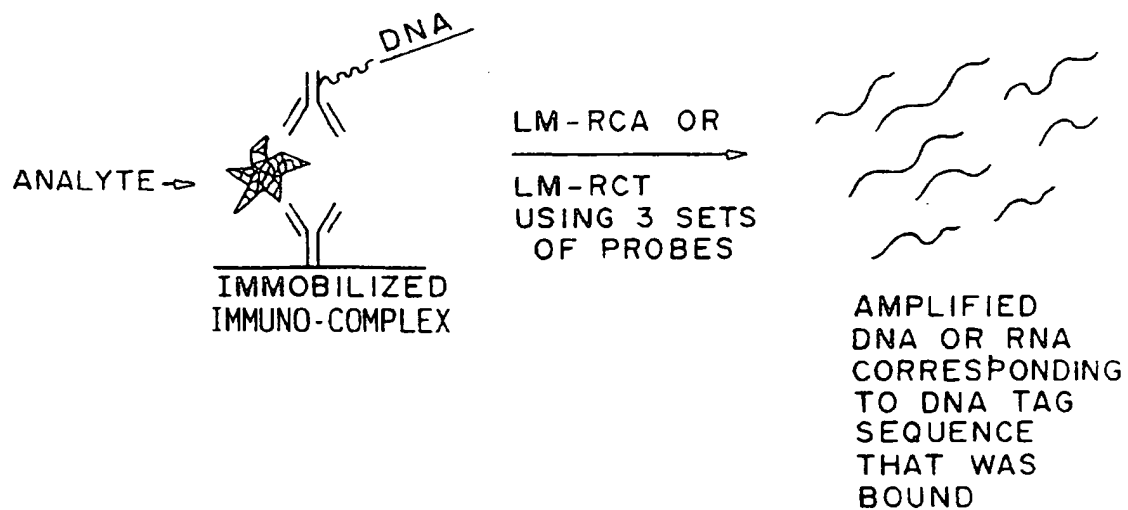 DNA
ANALYTE
IMMOBILIZED
IMMUNO-COMPLEX
LM-RCA OR
LM-RCT
USING 3 SETS
OF PROBES
AMPLIFIED
DNA OR RNA
CORRESPONDING
TO DNA TAG
SEQUENCE
THAT WAS
BOUND